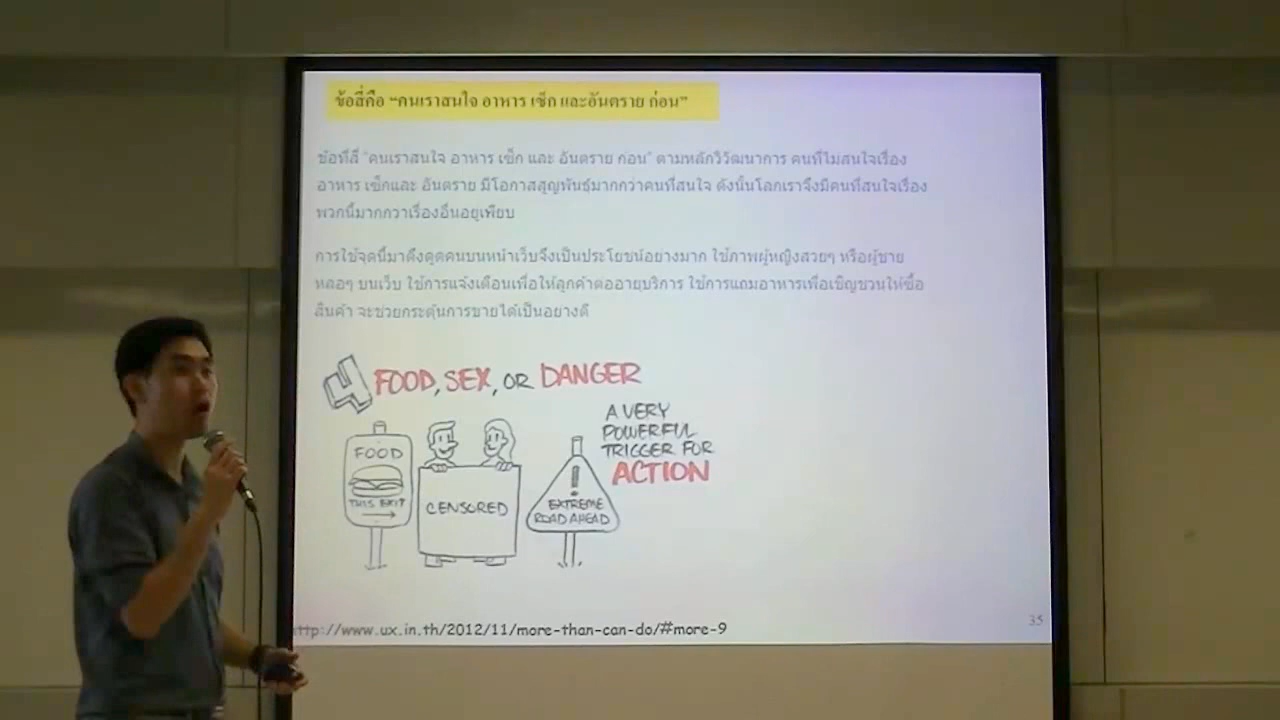 ข้อสี่คือ “คนเราสนใจ อาหาร เซ็ก และอันตราย ก่อน”
ข้อที่สี่ “คนเราสนใจ อาหาร เซ็ก และ อันตราย ก่อน” ตามหลักวิวัฒนาการ คนที่ไม่สนใจเรื่อง
อาหาร เซ็กและ อันตราย มีโอกาสสูญพันธุ์มากกว่าคนที่สนใจ ดังนั้นโลกเราจึงมีคนที่สนใจเรื่อง
พวกนี้มากกว่าเรื่องอื่นอยู่เพียบ
การใช้จุดนี้มาดึงดูดคนบนหน้าเว็บจึงเป็นประโยชน์อย่างมาก ใช้ภาพผู้หญิงสวยๆ หรือผู้ชาย
หล่อๆ บนเว็บ ใช้การแจ้งเตือนเพื่อให้ลูกค้าต่ออายุบริการ ใช้การแถมอาหารเพื่อเชิญชวนให้ซื้อ
สินค้า จะช่วยกระตุ้นการขายได้เป็นอย่างดี
4 FOOD, SEX, OR DANGER
A VERY
POWERFUL
TRIGGER FOR
ACTION
FOOD
THIS EXIT
CENSORED
!
EXTREME
ROAD AHEAD
http://www.ux.in.th/2012/11/more-than-can-do/#more-9
35